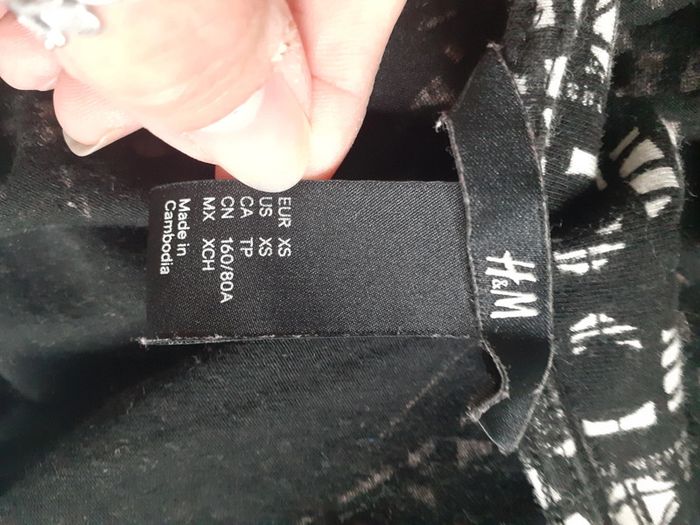 H&M
EUR XS
US XS
CA TP
CN 160/80A
MX XCH
Made in
Cambodia